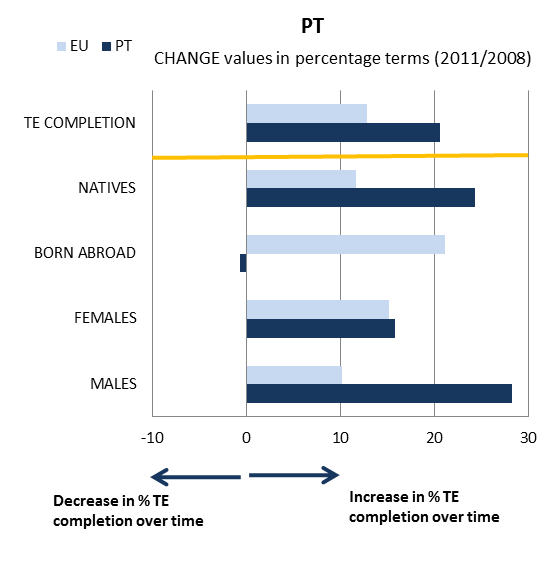 PT
EU PT
CHANGE values in percentage terms (2011/2008)
TE COMPLETION
NATIVES
BORN ABROAD
FEMALES
MALES
-10 0 10 20 30
Decrease in % TE
completion over time
Increase in % TE
completion over time